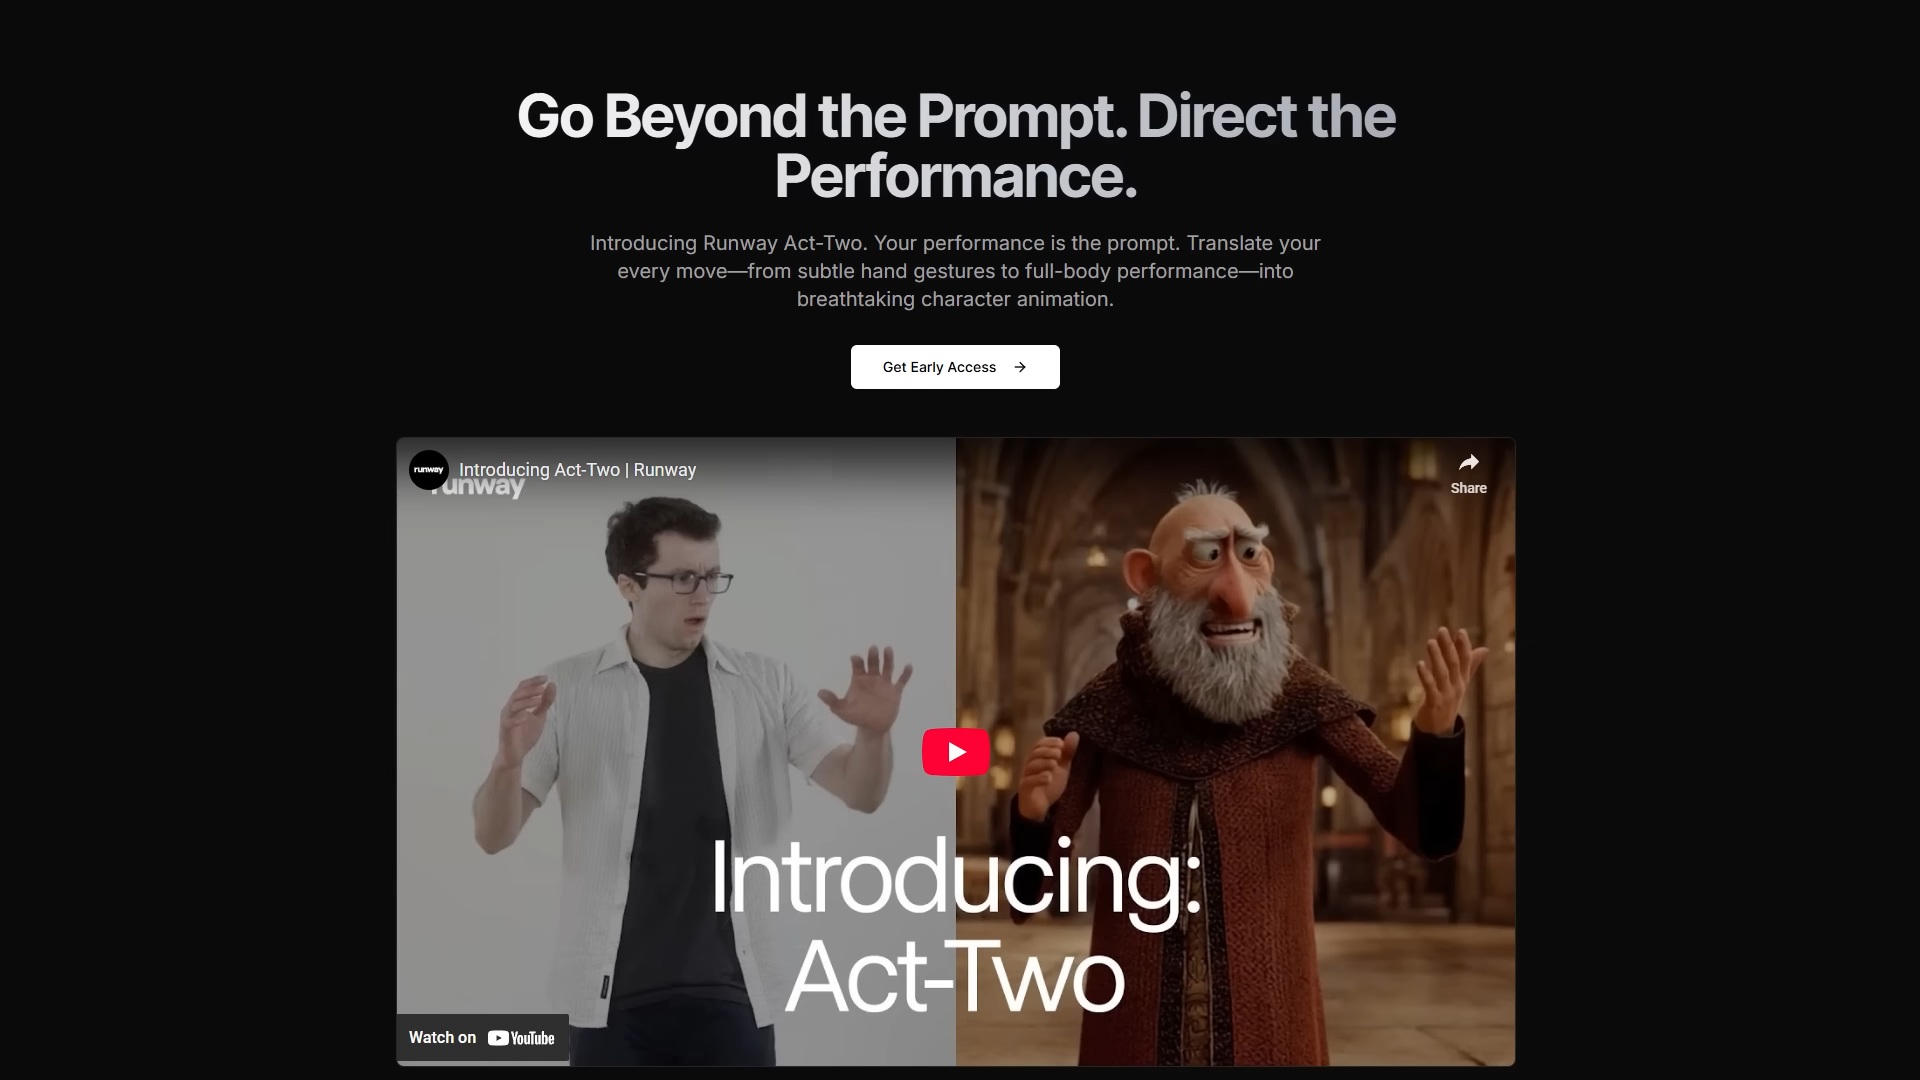 Go Beyond the Prompt. Direct the
Performance.
Introducing Runway Act-Two. Your performance is the prompt. Translate your
every move—from subtle hand gestures to full-body performance—into
breathtaking character animation.
Get Early Access
runway
Introducing Act-Two | Runway
runway
Share
Introducing:
Act-Two
Watch on YouTube